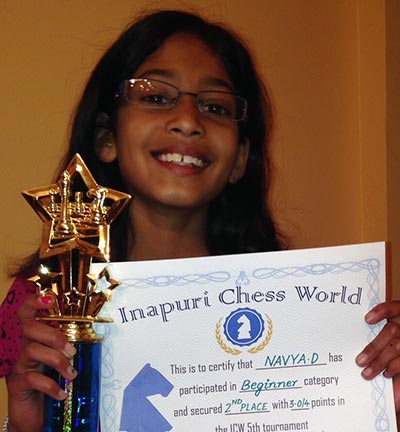 Inapuri Chess World
This is to certify that NAVYA.D has
participated in Beginner category
and secured 2ND PLACE with 3.0/4 points in
the ICW 5th tournament